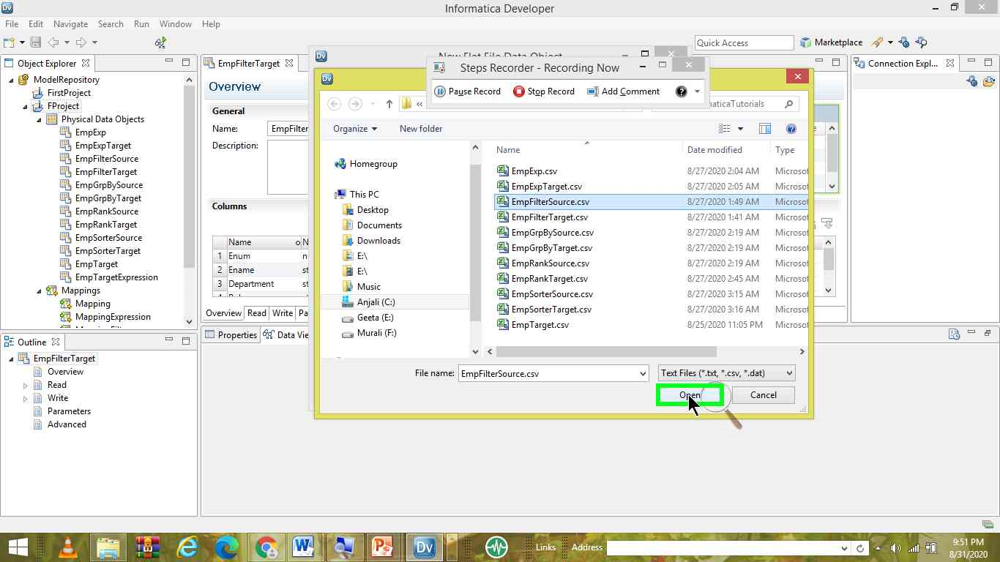 Informatica Developer
File Edit Navigate Search Run Window Help
Quick Access
Marketplace
Object Explorer
ModelRepository
FirstProject
FProject
Physical Data Objects
EmpExp
EmpExpTarget
EmpFilterSource
EmpFilterTarget
EmpGrpBySource
EmpGrpByTarget
EmpRankSource
EmpRankTarget
EmpSorterSource
EmpSorterTarget
EmpTarget
EmpTargetExpression
Mappings
Mapping
MappingExpression
Outline
EmpFilterTarget
Overview
Read
Write
Parameters
Advanced
EmpFilterTarget
Overview
General
Name: EmpFilter
Description:
Columns
Name
1 Enum n
2 Ename st
3 Department st
Overview Read Write Pa
Properties Data Vie
Connection Expl...
New Flat File Data Object
Steps Recorder - Recording Now
Pause Record Stop Record Add Comment
« maticaTutorials
Organize New folder
Homegroup
This PC
Desktop
Documents
Downloads
E:\
E:\
Music
Anjali (C:)
Geeta (E:)
Murali (F:)
Name Date modified Type
EmpExp.csv 8/27/2020 2:04 AM Microsof
EmpExpTarget.csv 8/27/2020 2:05 AM Microsof
EmpFilterSource.csv 8/27/2020 1:49 AM Microsof
EmpFilterTarget.csv 8/27/2020 1:41 AM Microsof
EmpGrpBySource.csv 8/27/2020 2:19 AM Microsof
EmpGrpByTarget.csv 8/27/2020 2:19 AM Microsof
EmpRankSource.csv 8/27/2020 2:19 AM Microsof
EmpRankTarget.csv 8/27/2020 2:45 AM Microsof
EmpSorterSource.csv 8/27/2020 3:15 AM Microsof
EmpSorterTarget.csv 8/27/2020 3:16 AM Microsof
EmpTarget.csv 8/25/2020 11:05 PM Microsof
File name: EmpFilterSource.csv Text Files (*.txt, *.csv, *.dat)
Open Cancel
Links Address
9:51 PM
8/31/2020